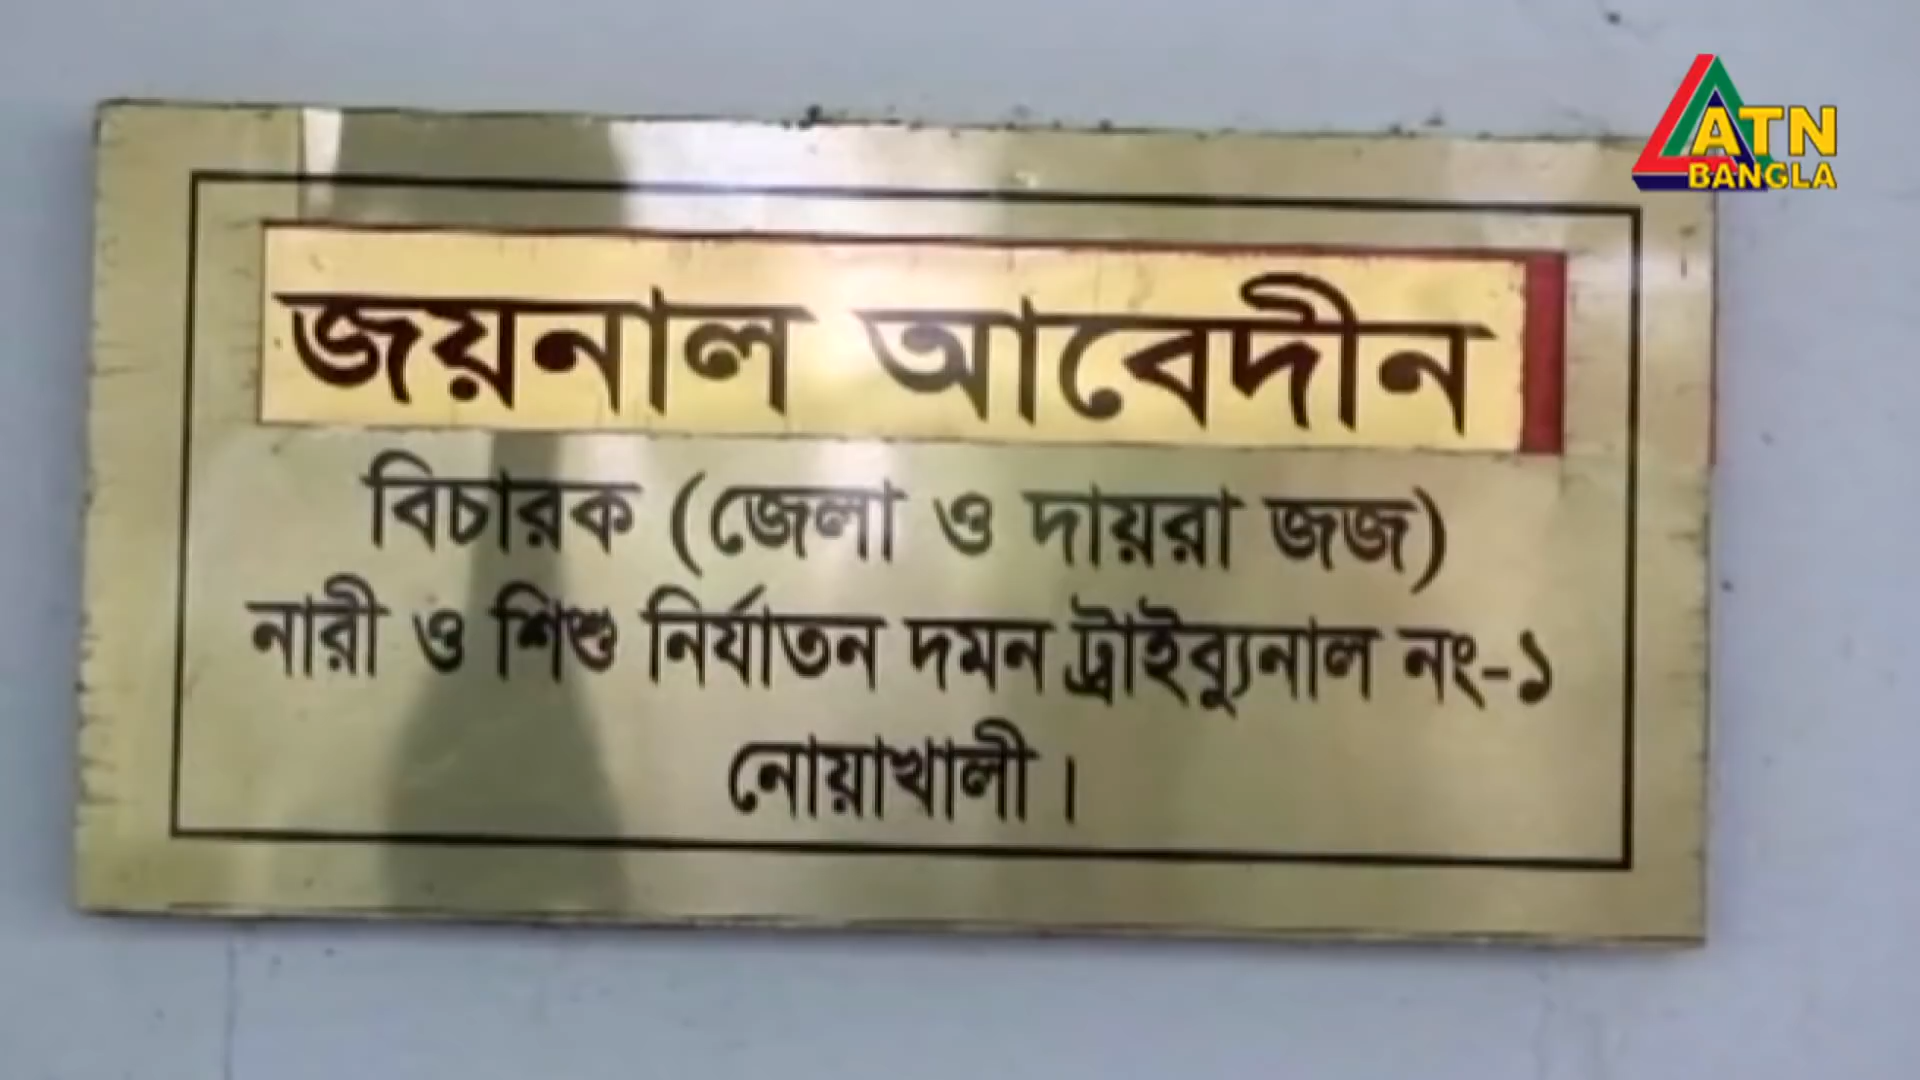 ATN
BANGLA
জয়নাল আবেদীন
বিচারক (জেলা ও দায়রা জজ)
নারী ও শিশু নির্যাতন দমন ট্রাইব্যুনাল নং-১
নোয়াখালী।